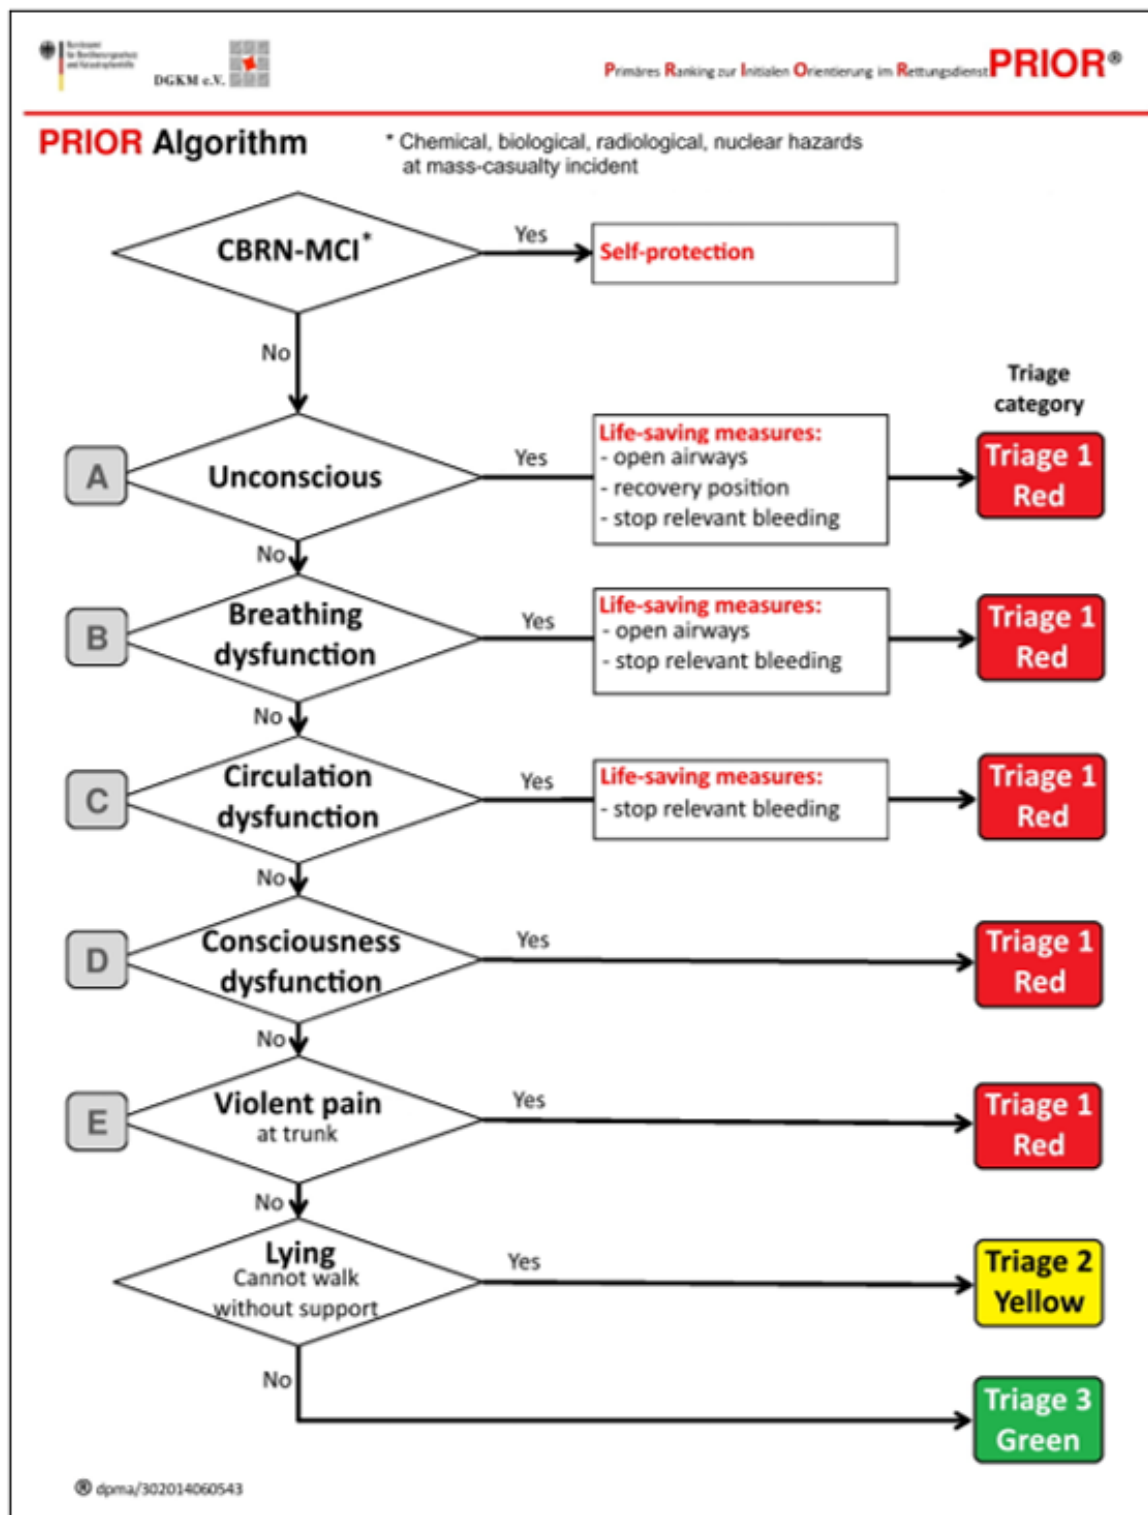 Bundesamt
für Bevölkerungsschutz
und Katastrophenhilfe
DGKM e.V.
Primäres Ranking zur Initialen Orientierung im Rettungsdienst PRIOR®
PRIOR Algorithm
* Chemical, biological, radiological, nuclear hazards
at mass-casualty incident
CBRN-MCI*
Yes
Self-protection
No
Triage
category
A
Unconscious
Yes
Life-saving measures:
- open airways
- recovery position
- stop relevant bleeding
Triage 1
Red
No
B
Breathing
dysfunction
Yes
Life-saving measures:
- open airways
- stop relevant bleeding
Triage 1
Red
No
C
Circulation
dysfunction
Yes
Life-saving measures:
- stop relevant bleeding
Triage 1
Red
No
D
Consciousness
dysfunction
Yes
Triage 1
Red
No
E
Violent pain
at trunk
Yes
Triage 1
Red
No
Lying
Cannot walk
without support
Yes
Triage 2
Yellow
No
Triage 3
Green
® dpma/302014060543